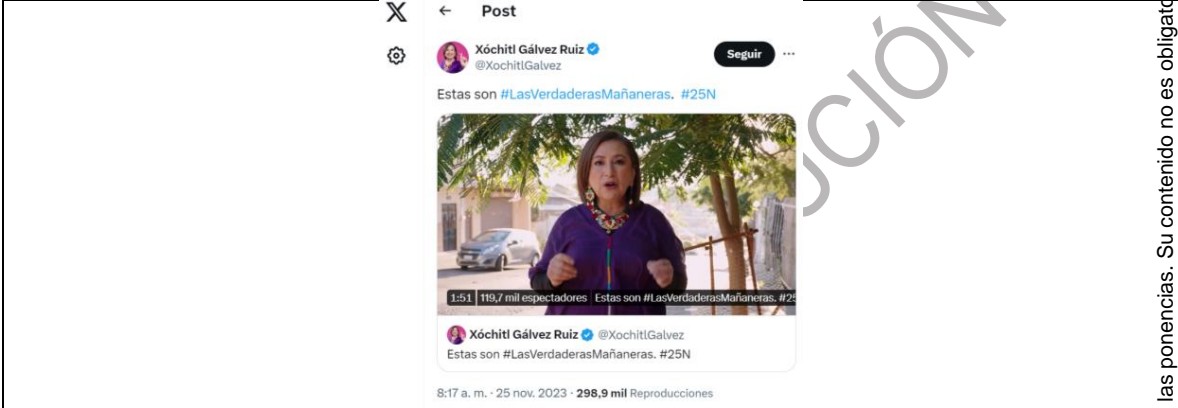 Post
Xóchitl Gálvez Ruiz
Seguir
@XochitlGalvez
Estas son #LasVerdaderasMañaneras. #25N
1:51 119,7 mil espectadores Estas son #LasVerdaderasMañaneras. #25
Xóchitl Gálvez Ruiz @XochitlGalvez
Estas son #LasVerdaderasMañaneras. #25N
8:17 a. m. · 25 nov. 2023 · 298,9 mil Reproducciones
UCIÓN
las ponencias. Su contenido no es obligato